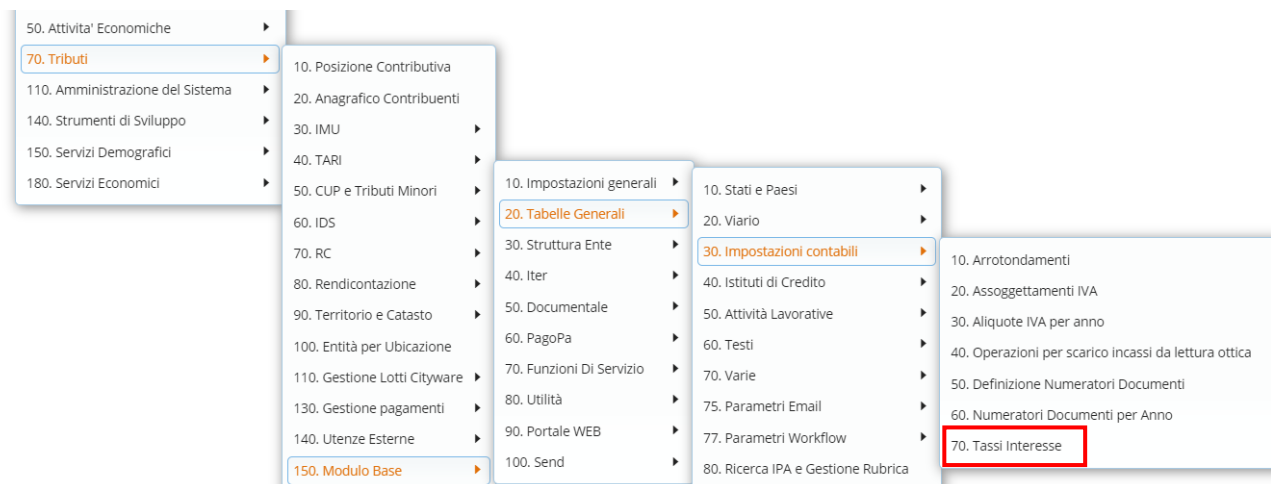 50. Attivita' Economiche
70. Tributi
110. Amministrazione del Sistema
140. Strumenti di Sviluppo
150. Servizi Demografici
180. Servizi Economici
10. Posizione Contributiva
20. Anagrafico Contribuenti
30. IMU
40. TARI
50. CUP e Tributi Minori
60. IDS
70. RC
80. Rendicontazione
90. Territorio e Catasto
100. Entità per Ubicazione
110. Gestione Lotti Cityware
130. Gestione pagamenti
140. Utenze Esterne
150. Modulo Base
10. Impostazioni generali
20. Tabelle Generali
30. Struttura Ente
40. Iter
50. Documentale
60. PagoPa
70. Funzioni Di Servizio
80. Utilità
90. Portale WEB
100. Send
10. Stati e Paesi
20. Viario
30. Impostazioni contabili
40. Istituti di Credito
50. Attività Lavorative
60. Testi
70. Varie
75. Parametri Email
77. Parametri Workflow
80. Ricerca IPA e Gestione Rubrica
10. Arrotondamenti
20. Assoggettamenti IVA
30. Aliquote IVA per anno
40. Operazioni per scarico incassi da lettura ottica
50. Definizione Numeratori Documenti
60. Numeratori Documenti per Anno
70. Tassi Interesse